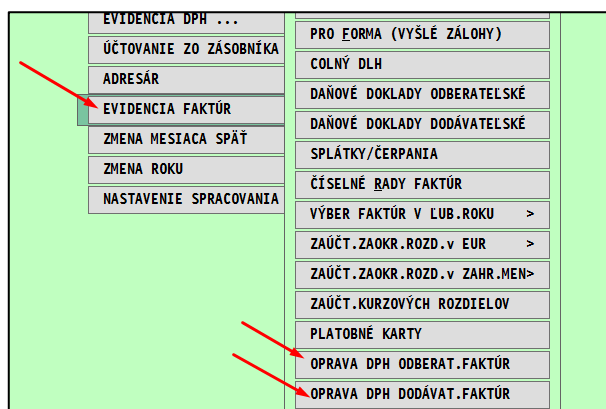 EVIDENCIA DPH ...
ÚČTOVANIE ZO ZÁSOBNÍKA
ADRESÁR
EVIDENCIA FAKTÚR
ZMENA MESIACA SPÄŤ
ZMENA ROKU
NASTAVENIE SPRACOVANIA
PRO FORMA (VYŠLÉ ZÁLOHY)
COLNÝ DLH
DAŇOVÉ DOKLADY ODBERATEĽSKÉ
DAŇOVÉ DOKLADY DODÁVATEĽSKÉ
SPLÁTKY/ČERPANIA
ČÍSELNÉ RADY FAKTÚR
VÝBER FAKTÚR V LUB.ROKU >
ZAÚČT.ZAOKR.ROZD.v EUR >
ZAÚČT.ZAOKR.ROZD.v ZAHR.MEN>
ZAÚČT.KURZOVÝCH ROZDIELOV
PLATOBNÉ KARTY
OPRAVA DPH ODBERAT.FAKTÚR
OPRAVA DPH DODÁVAT.FAKTÚR